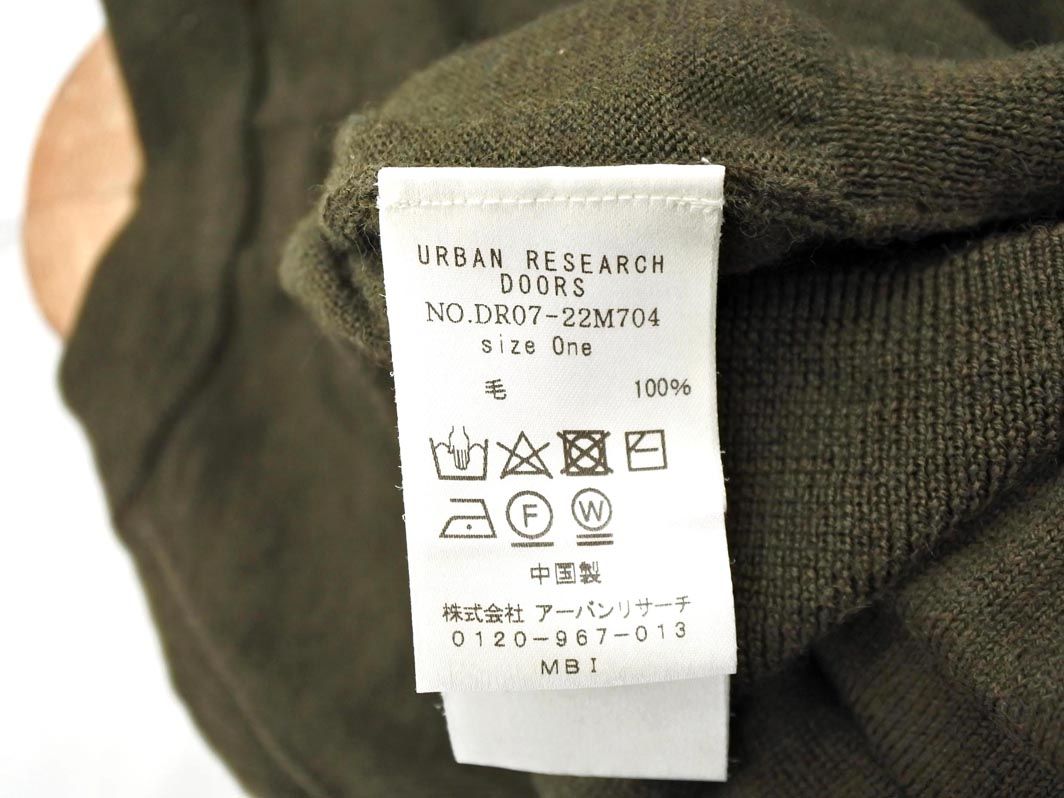 URBAN RESEARCH
DOORS
NO.DR07-22M704
size One
毛 100%
F W
中国製
株式会社 アーバンリサーチ
0120-967-013
MBI